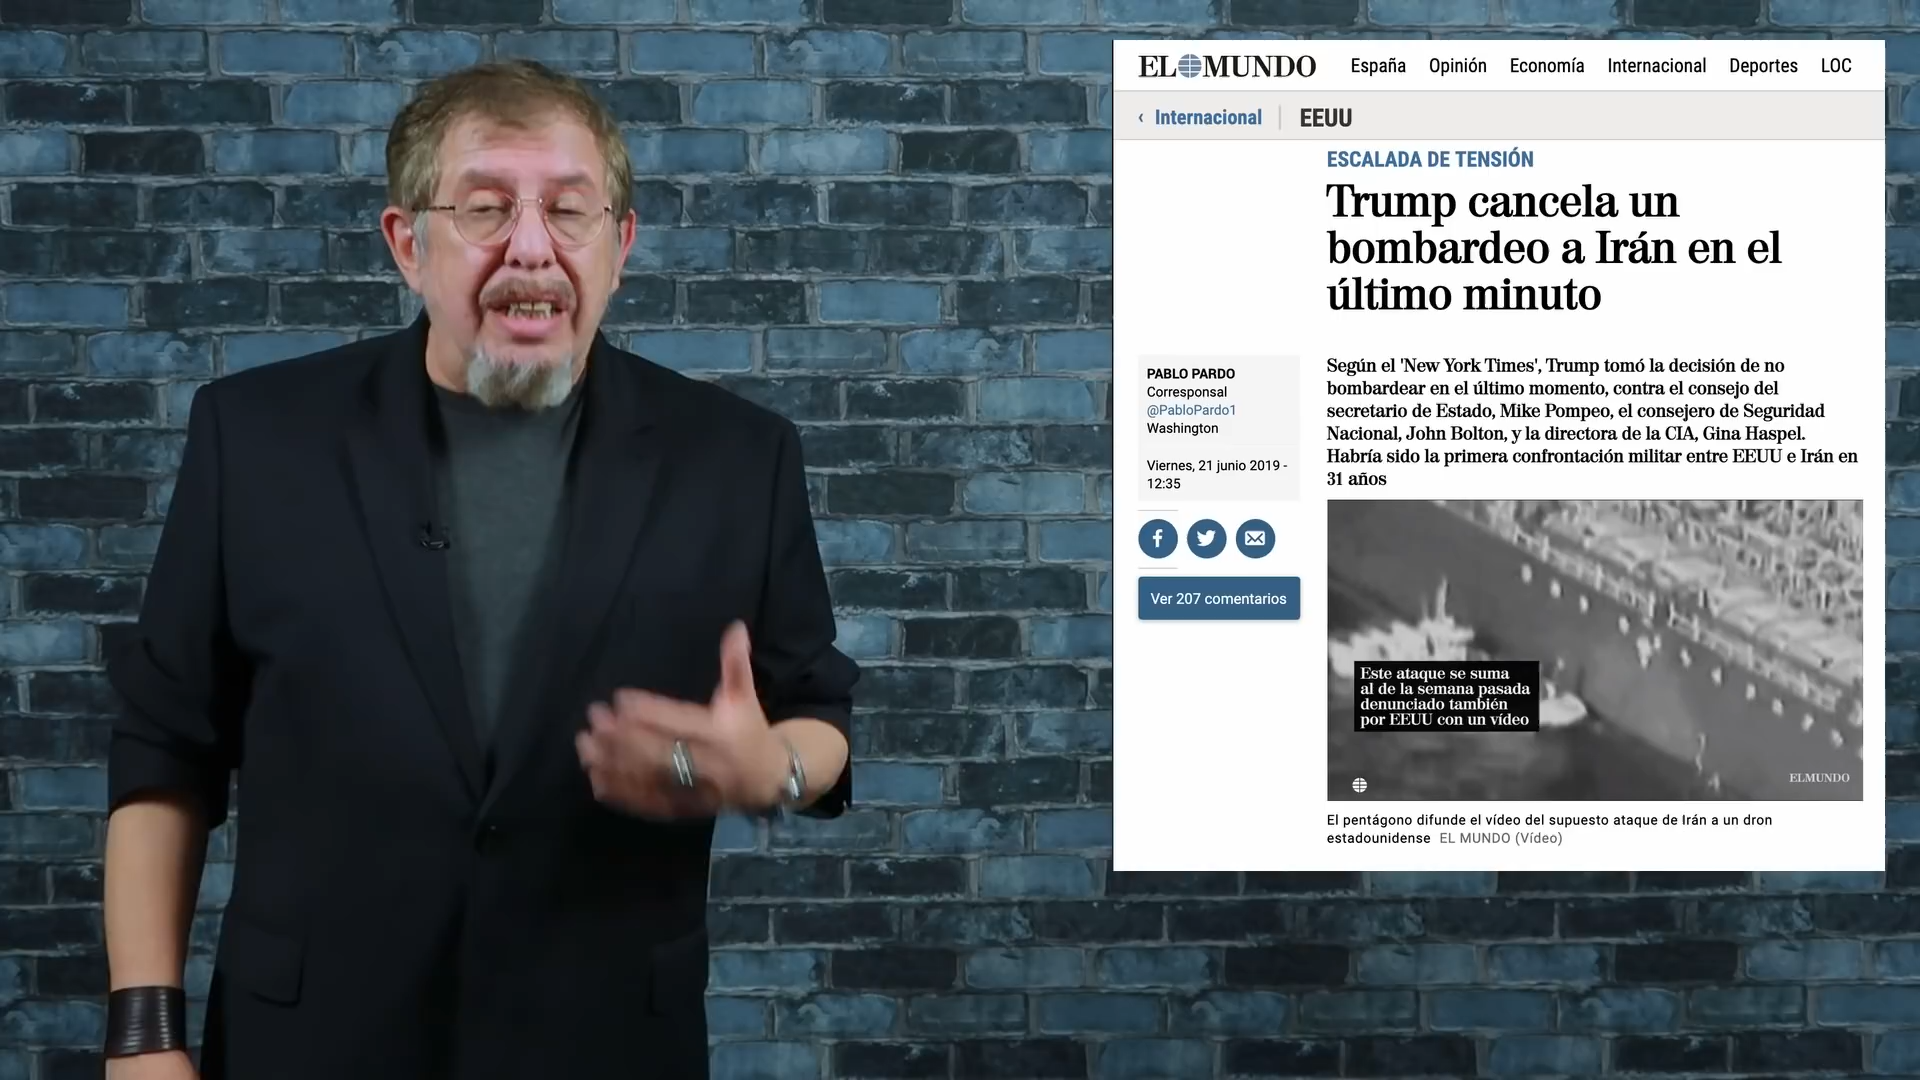 EL MUNDO
España Opinión Economía Internacional Deportes LOC
‹ Internacional EEUU
ESCALADA DE TENSIÓN
Trump cancela un
bombardeo a Irán en el
último minuto
PABLO PARDO
Corresponsal
@PabloPardo1
Washington
Viernes, 21 junio 2019 -
12:35
Ver 207 comentarios
Según el 'New York Times', Trump tomó la decisión de no
bombardear en el último momento, contra el consejo del
secretario de Estado, Mike Pompeo, el consejero de Seguridad
Nacional, John Bolton, y la directora de la CIA, Gina Haspel.
Habría sido la primera confrontación militar entre EEUU e Irán en
31 años
Este ataque se suma
al de la semana pasada
denunciado también
por EEUU con un vídeo
ELMUNDO
El pentágono difunde el vídeo del supuesto ataque de Irán a un dron
estadounidense EL MUNDO (Vídeo)